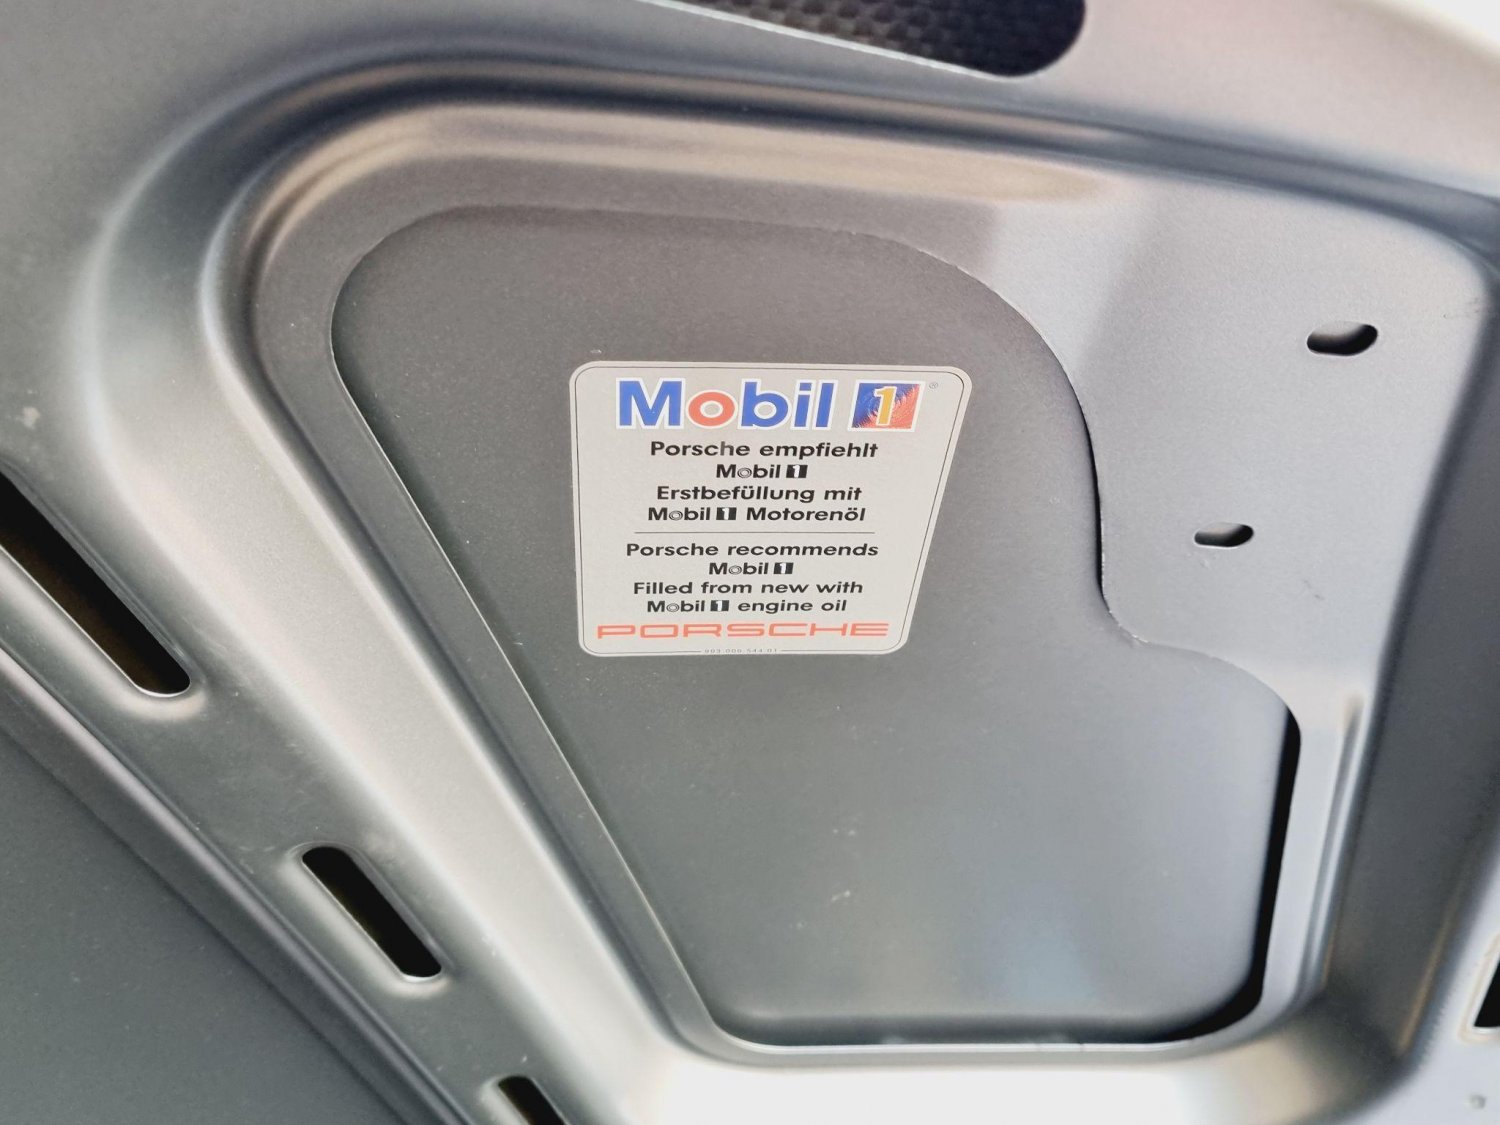 Mobil 1 ®
Porsche empfiehlt
Mobil 1
Erstbefüllung mit
Mobil 1 Motorenöl
Porsche recommends
Mobil 1
Filled from new with
Mobil 1 engine oil
PORSCHE